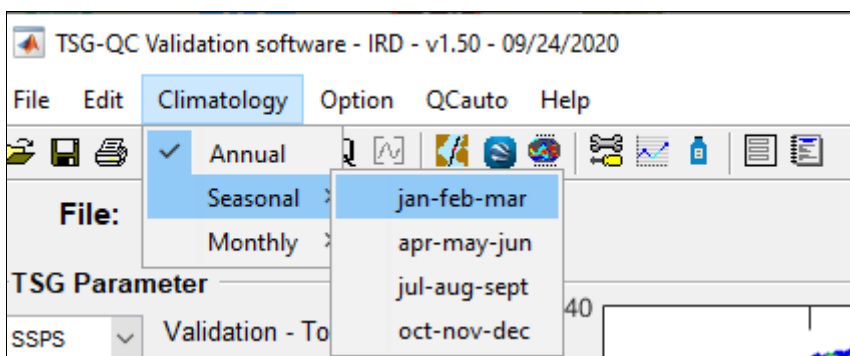 TSG-QC Validation software - IRD - v1.50 - 09/24/2020
File Edit Climatology Option QCauto Help
Annual
Seasonal
jan-feb-mar
File:
Monthly
apr-may-jun
TSG Parameter
jul-aug-sept
40
SSPS
Validation - To
oct-nov-dec